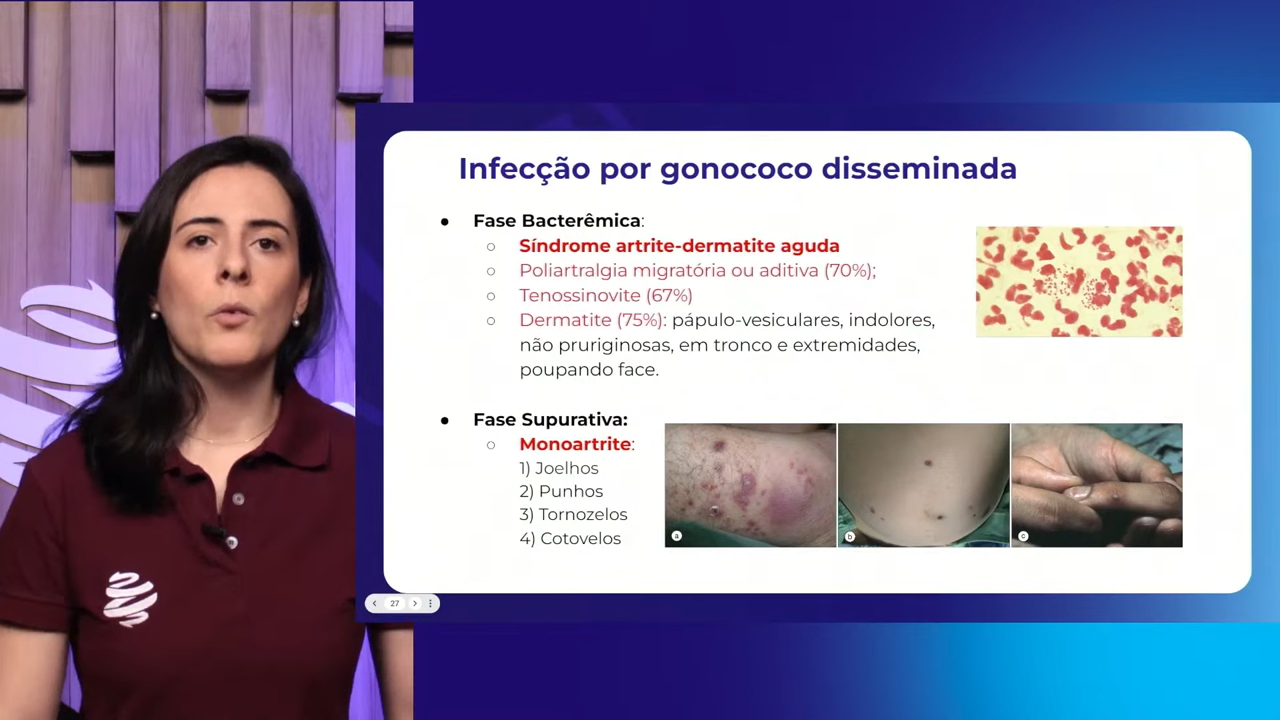 Infecção por gonococo disseminada
● Fase Bacterêmica:
○ Síndrome artrite-dermatite aguda
○ Poliartralgia migratória ou aditiva (70%);
○ Tenossinovite (67%)
○ Dermatite (75%): pápulo-vesiculares, indolores,
não pruriginosas, em tronco e extremidades,
poupando face.
● Fase Supurativa:
○ Monoartrite:
1) Joelhos
2) Punhos
3) Tornozelos
4) Cotovelos
a b c
27